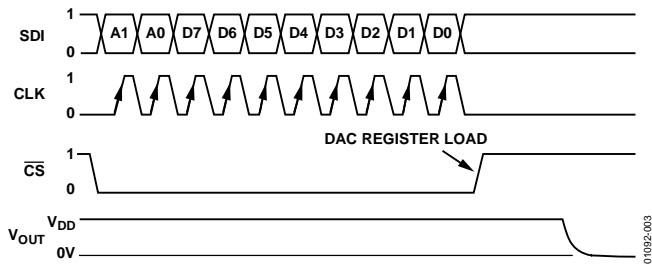 1
SDI
0
A1 A0 D7 D6 D5 D4 D3 D2 D1 D0
1
CLK
0
DAC REGISTER LOAD
1
CS
0
VDD
VOUT
0V
01092-003